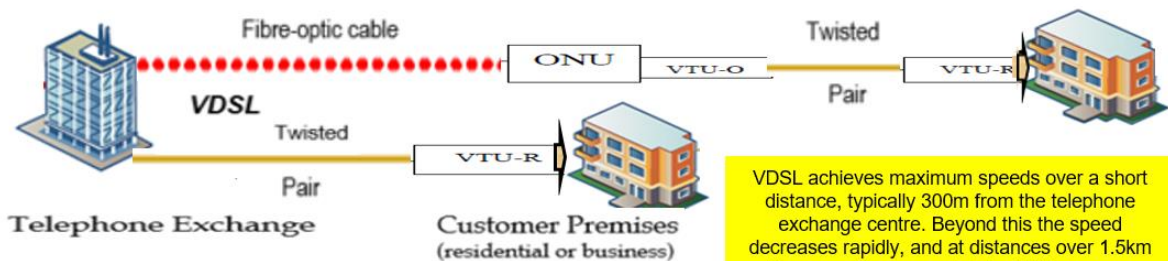 Fibre-optic cable
ONU
VTU-O
Twisted
Pair
VTU-R
VDSL
Twisted
Pair
VTU-R
Telephone Exchange
Customer Premises
(residential or business)
VDSL achieves maximum speeds over a short
distance, typically 300m from the telephone
exchange centre. Beyond this the speed
decreases rapidly, and at distances over 1.5km